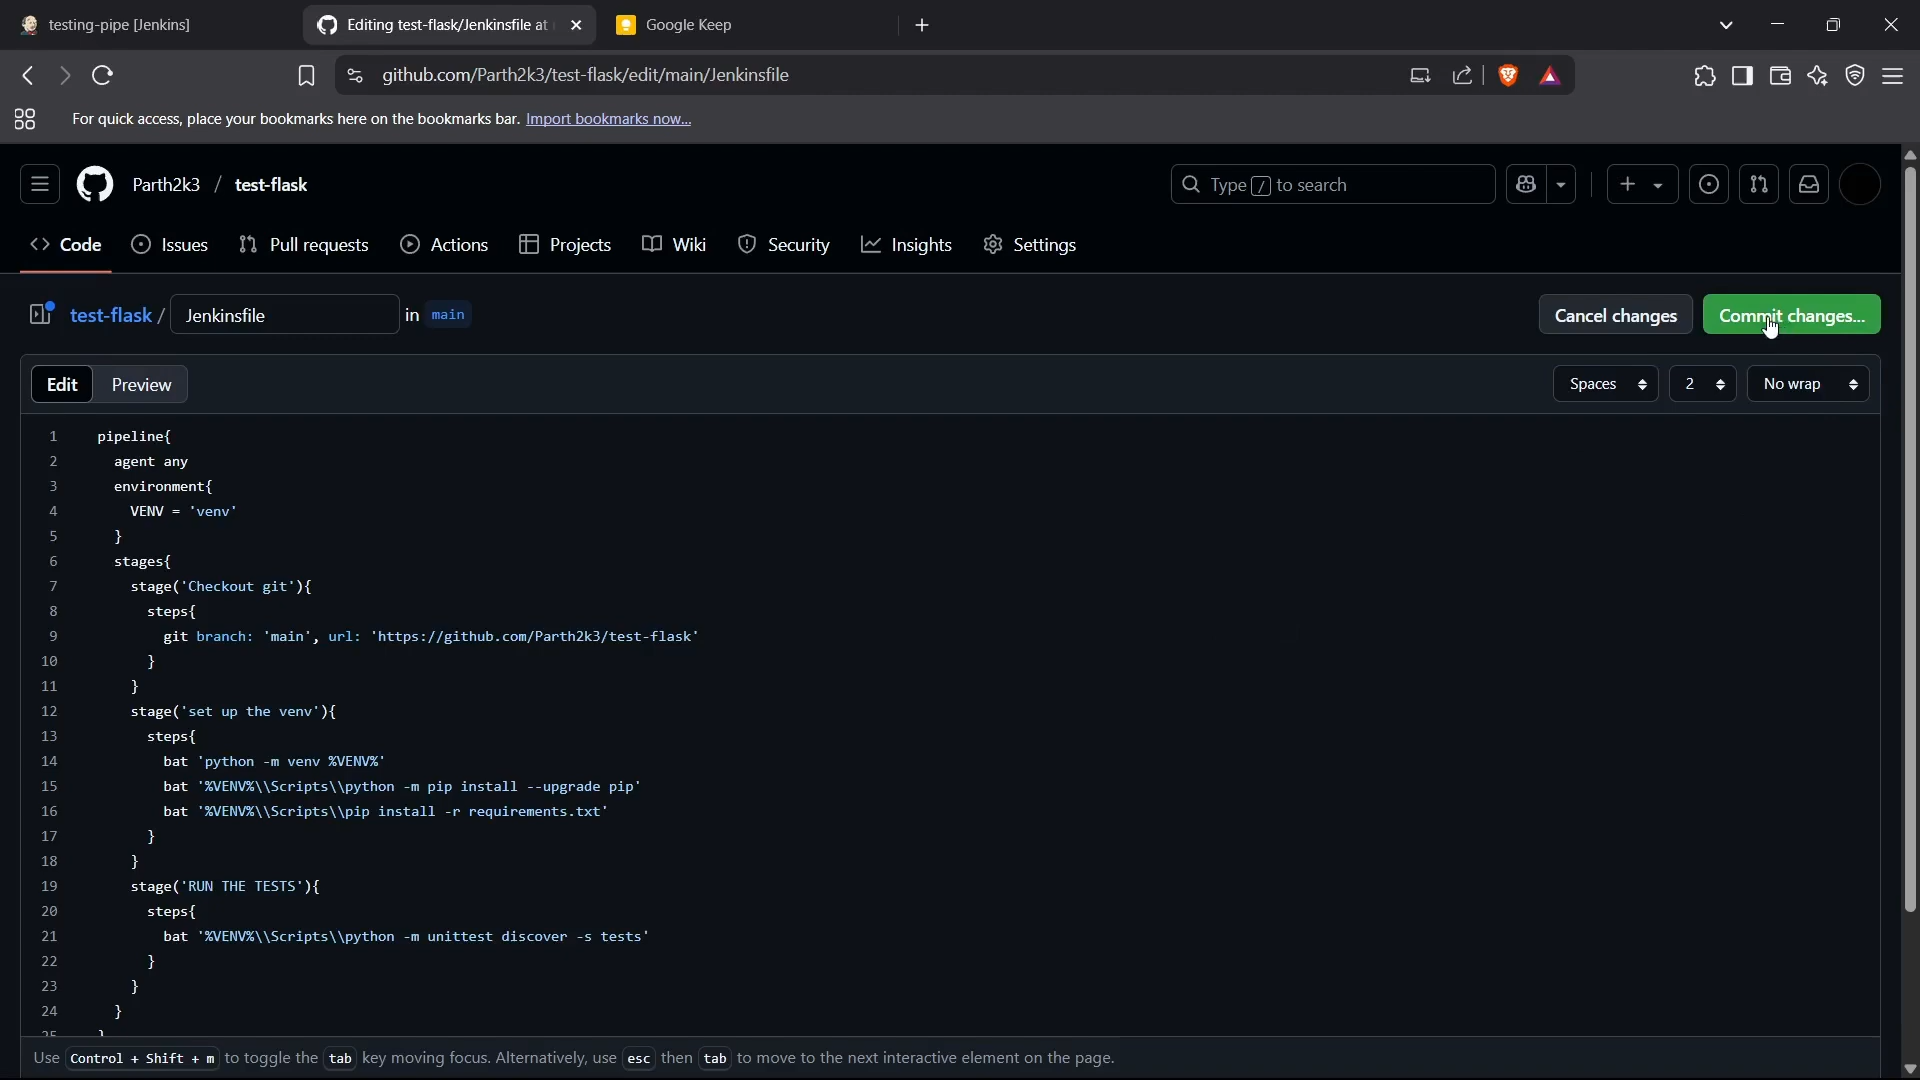 testing-pipe [Jenkins]
Editing test-flask/Jenkinsfile at
Google Keep
github.com/Parth2k3/test-flask/edit/main/Jenkinsfile
For quick access, place your bookmarks here on the bookmarks bar. Import bookmarks now...
Parth2k3 / test-flask
Type / to search
Code
Issues
Pull requests
Actions
Projects
Wiki
Security
Insights
Settings
test-flask / Jenkinsfile in main
Cancel changes
Commit changes...
Edit
Preview
Spaces
2
No wrap
1 pipeline{
2 agent any
3 environment{
4 VENV = 'venv'
5 }
6 stages{
7 stage('Checkout git'){
8 steps{
9 git branch: 'main', url: 'https://github.com/Parth2k3/test-flask'
10 }
11 }
12 stage('set up the venv'){
13 steps{
14 bat 'python -m venv %VENV%'
15 bat '%VENV%\\Scripts\\python -m pip install --upgrade pip'
16 bat '%VENV%\\Scripts\\pip install -r requirements.txt'
17 }
18 }
19 stage('RUN THE TESTS'){
20 steps{
21 bat '%VENV%\\Scripts\\python -m unittest discover -s tests'
22 }
23 }
24 }
25 }
Use Control + Shift + m to toggle the tab key moving focus. Alternatively, use esc then tab to move to the next interactive element on the page.